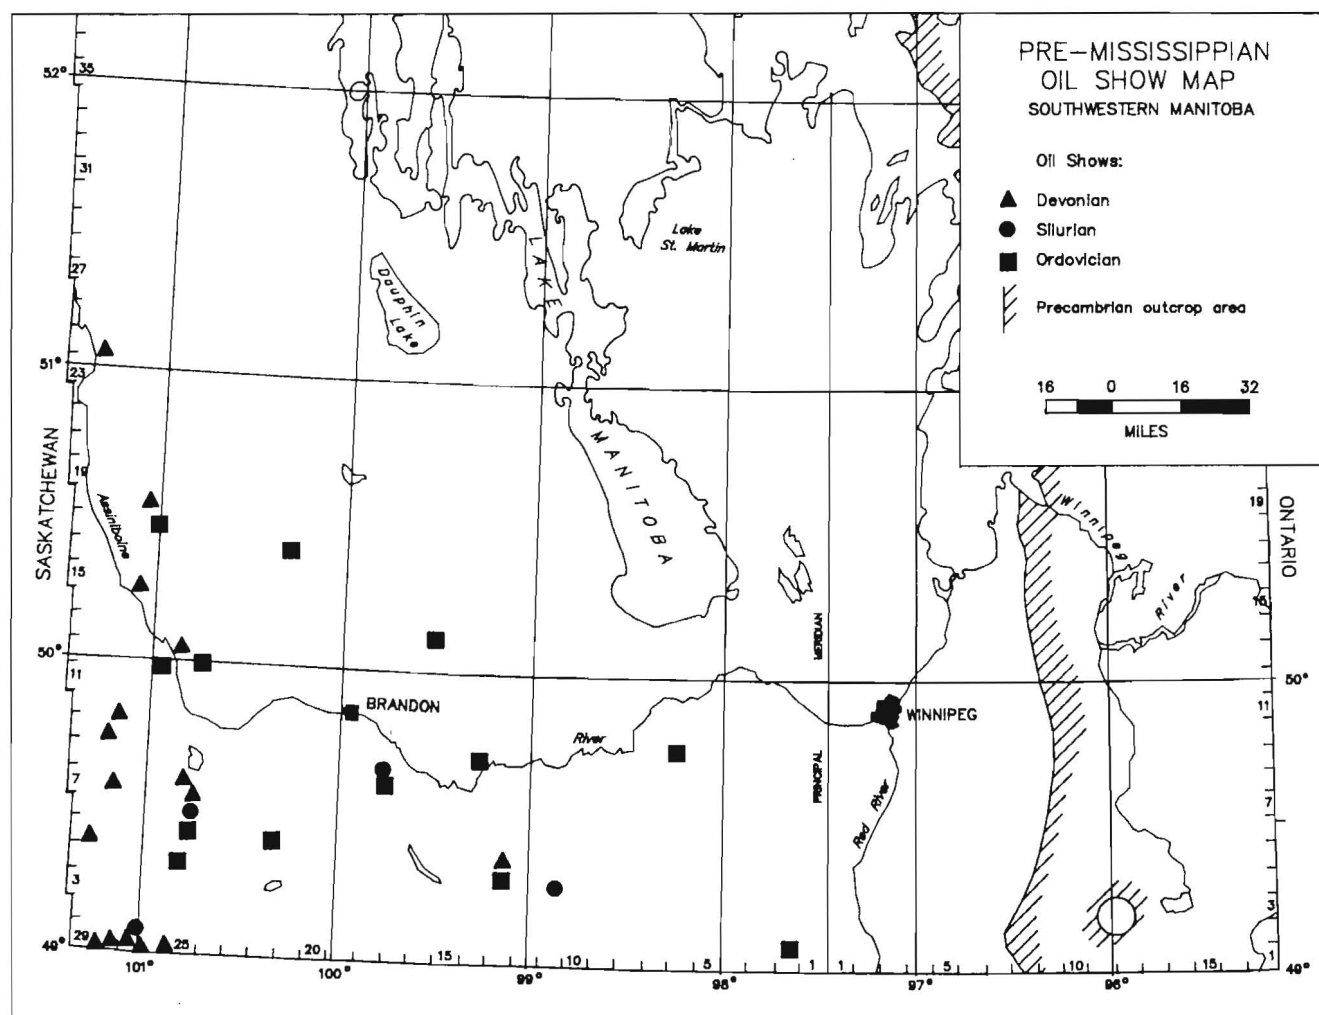 PRE-MISSISSIPPIAN
OIL SHOW MAP
SOUTHWESTERN MANITOBA
Oil Shows:
Devonian
Silurian
Ordovician
Precambrian outcrop area
16 0 16 32
MILES
52°
35
31
27
51°
23
19
15
50°
11
7
3
49°
29
25
20
15
10
5
1
5
10
15
101°
100°
99°
98°
97°
96°
49°
1
3
7
11
50°
19
SASKATCHEWAN
ONTARIO
Assiniboine
Dauphin
Lake
LAKE
MANITOBA
Lake
St. Martin
BRANDON
River
WINNIPEG
PRINCIPAL
MERIDIAN
Red River
Winnipeg
River